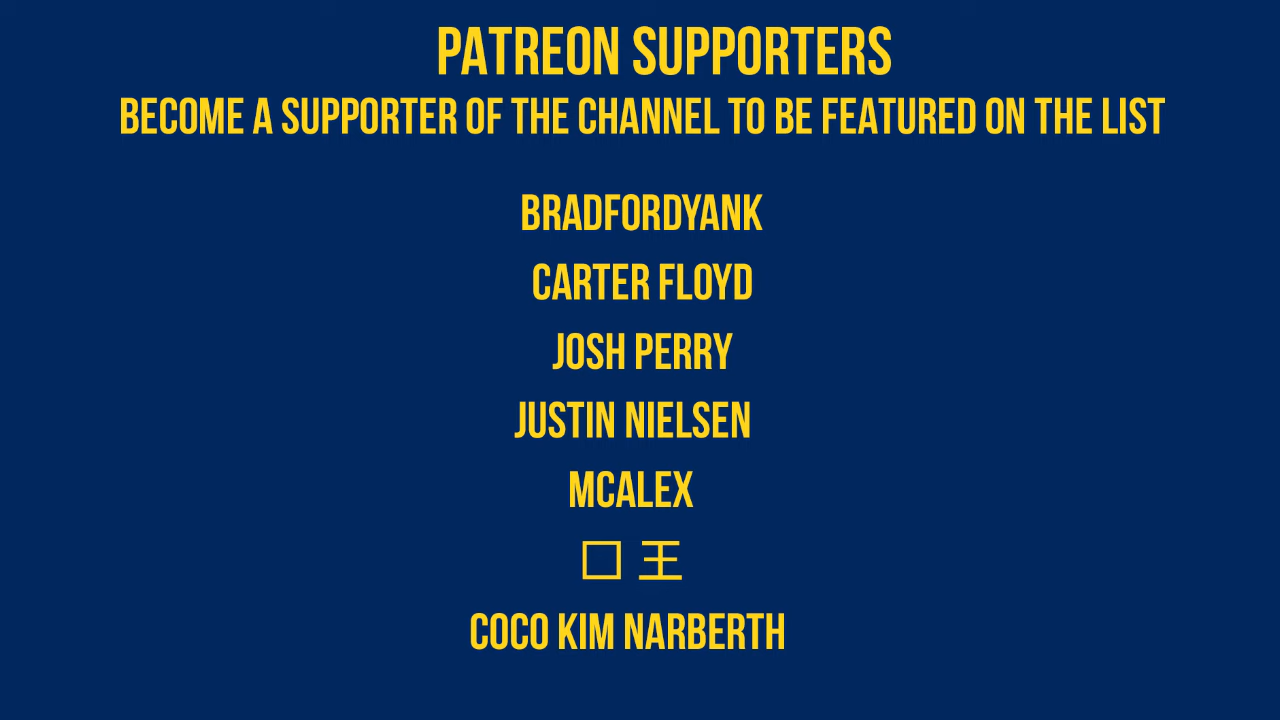 PATREON SUPPORTERS
BECOME A SUPPORTER OF THE CHANNEL TO BE FEATURED ON THE LIST
BRADFORDYANK
CARTER FLOYD
JOSH PERRY
JUSTIN NIELSEN
MCALEX
□ 王
COCO KIM NARBERTH